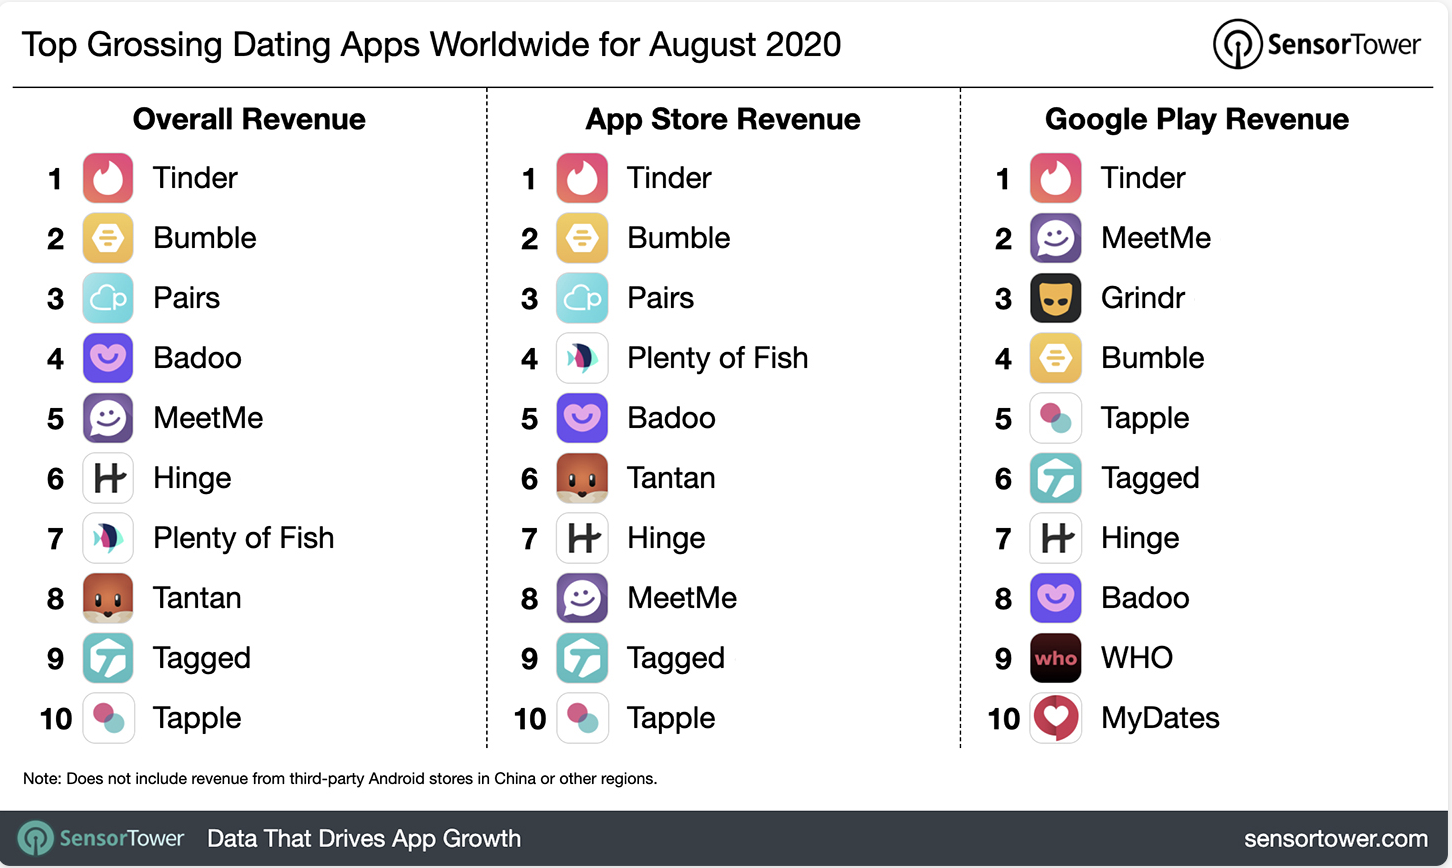 Top Grossing Dating Apps Worldwide for August 2020
SensorTower
Overall Revenue
1 Tinder
2 Bumble
3 Pairs
4 Badoo
5 MeetMe
6 Hinge
7 Plenty of Fish
8 Tantan
9 Tagged
10 Tapple
App Store Revenue
1 Tinder
2 Bumble
3 Pairs
4 Plenty of Fish
5 Badoo
6 Tantan
7 Hinge
8 MeetMe
9 Tagged
10 Tapple
Google Play Revenue
1 Tinder
2 MeetMe
3 Grindr
4 Bumble
5 Tapple
6 Tagged
7 Hinge
8 Badoo
9 who WHO
10 MyDates
Note: Does not include revenue from third-party Android stores in China or other regions.
SensorTower Data That Drives App Growth sensortower.com